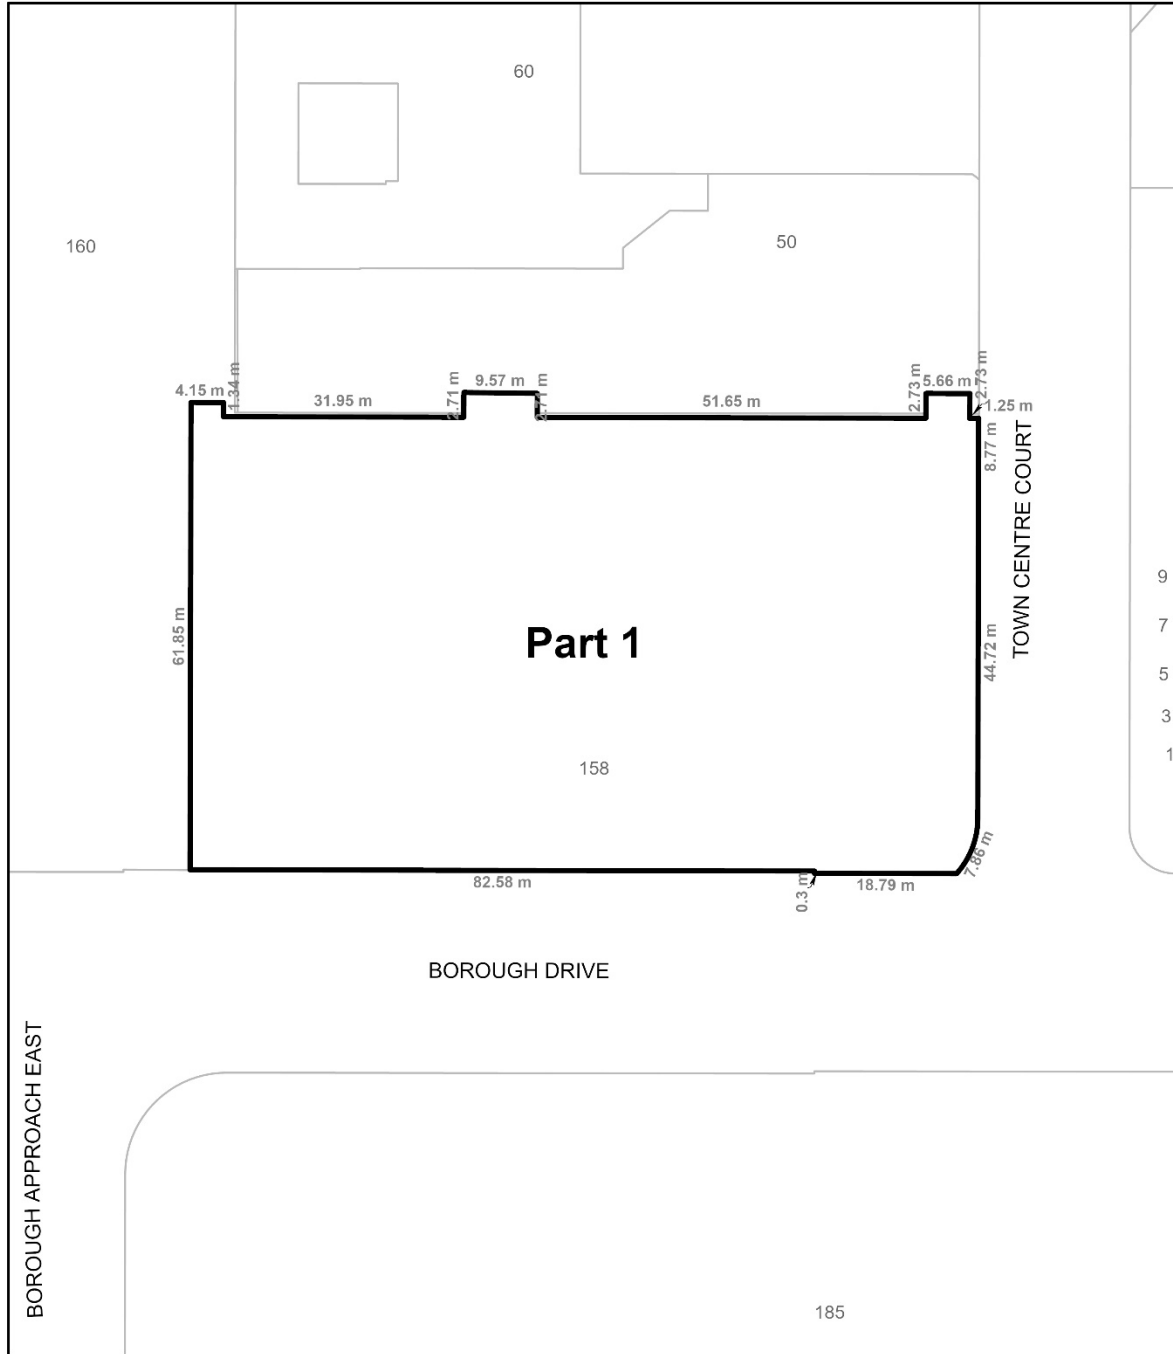 60
160
50
4.15 m
1.34 m
31.95 m
2.71 m
9.57 m
2.71 m
51.65 m
2.73 m
5.66 m
2.73 m
1.25 m
8.77 m
TOWN CENTRE COURT
9
7
5
3
1
61.85 m
Part 1
44.72 m
158
7.86 m
82.58 m
0.3 m
18.79 m
BOROUGH DRIVE
BOROUGH APPROACH EAST
185